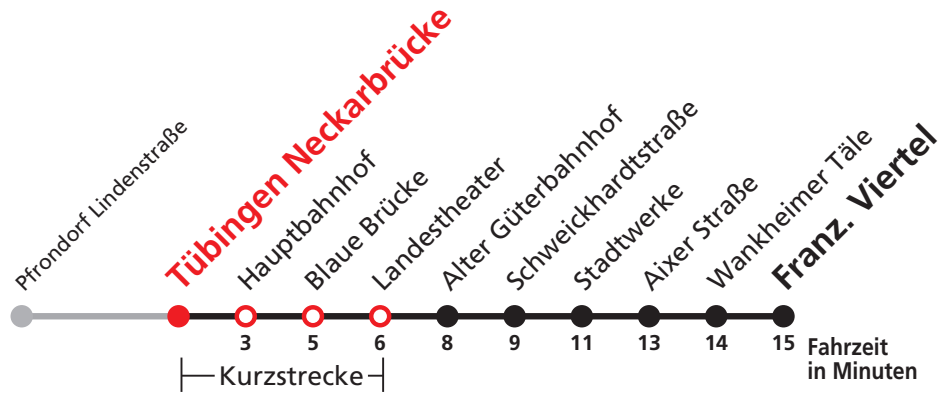 Pfrondorf Lindenstraße
Tübingen Neckarbrücke
Hauptbahnhof
Blaue Brücke
Landestheater
Alter Güterbahnhof
Schweickhardtstraße
Stadtwerke
Aixer Straße
Wankheimer Täle
Franz. Viertel
3 5 6 8 9 11 13 14 15 Fahrzeit
in Minuten
Kurzstrecke